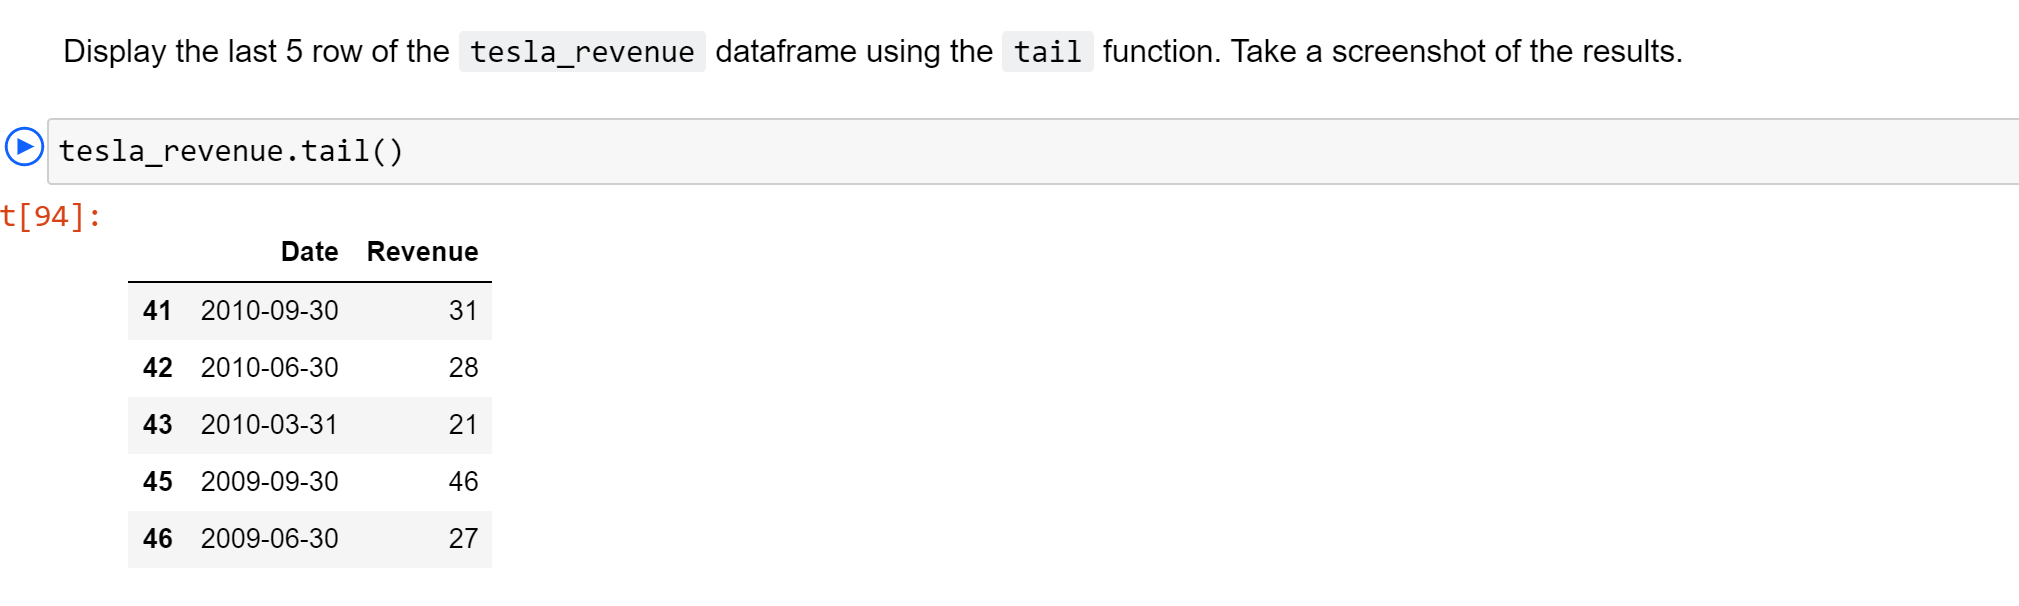 Display the last 5 row of the tesla_revenue dataframe using the tail function. Take a screenshot of the results.
tesla_revenue.tail()
t[94]:
Date Revenue
41 2010-09-30 31
42 2010-06-30 28
43 2010-03-31 21
45 2009-09-30 46
46 2009-06-30 27